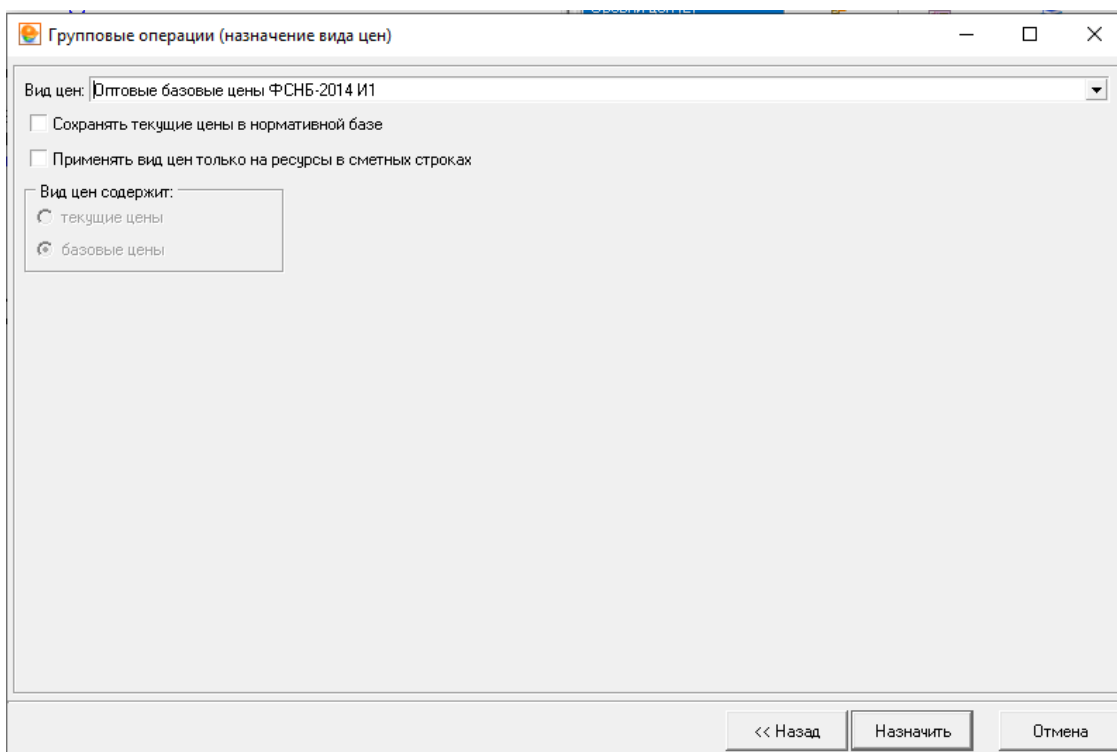 Групповые операции (назначение вида цен)
Вид цен: Оптовые базовые цены ФСНБ-2014 И1
Сохранять текущие цены в нормативной базе
Применять вид цен только на ресурсы в сметных строках
Вид цен содержит:
текущие цены
базовые цены
<< Назад Назначить Отмена